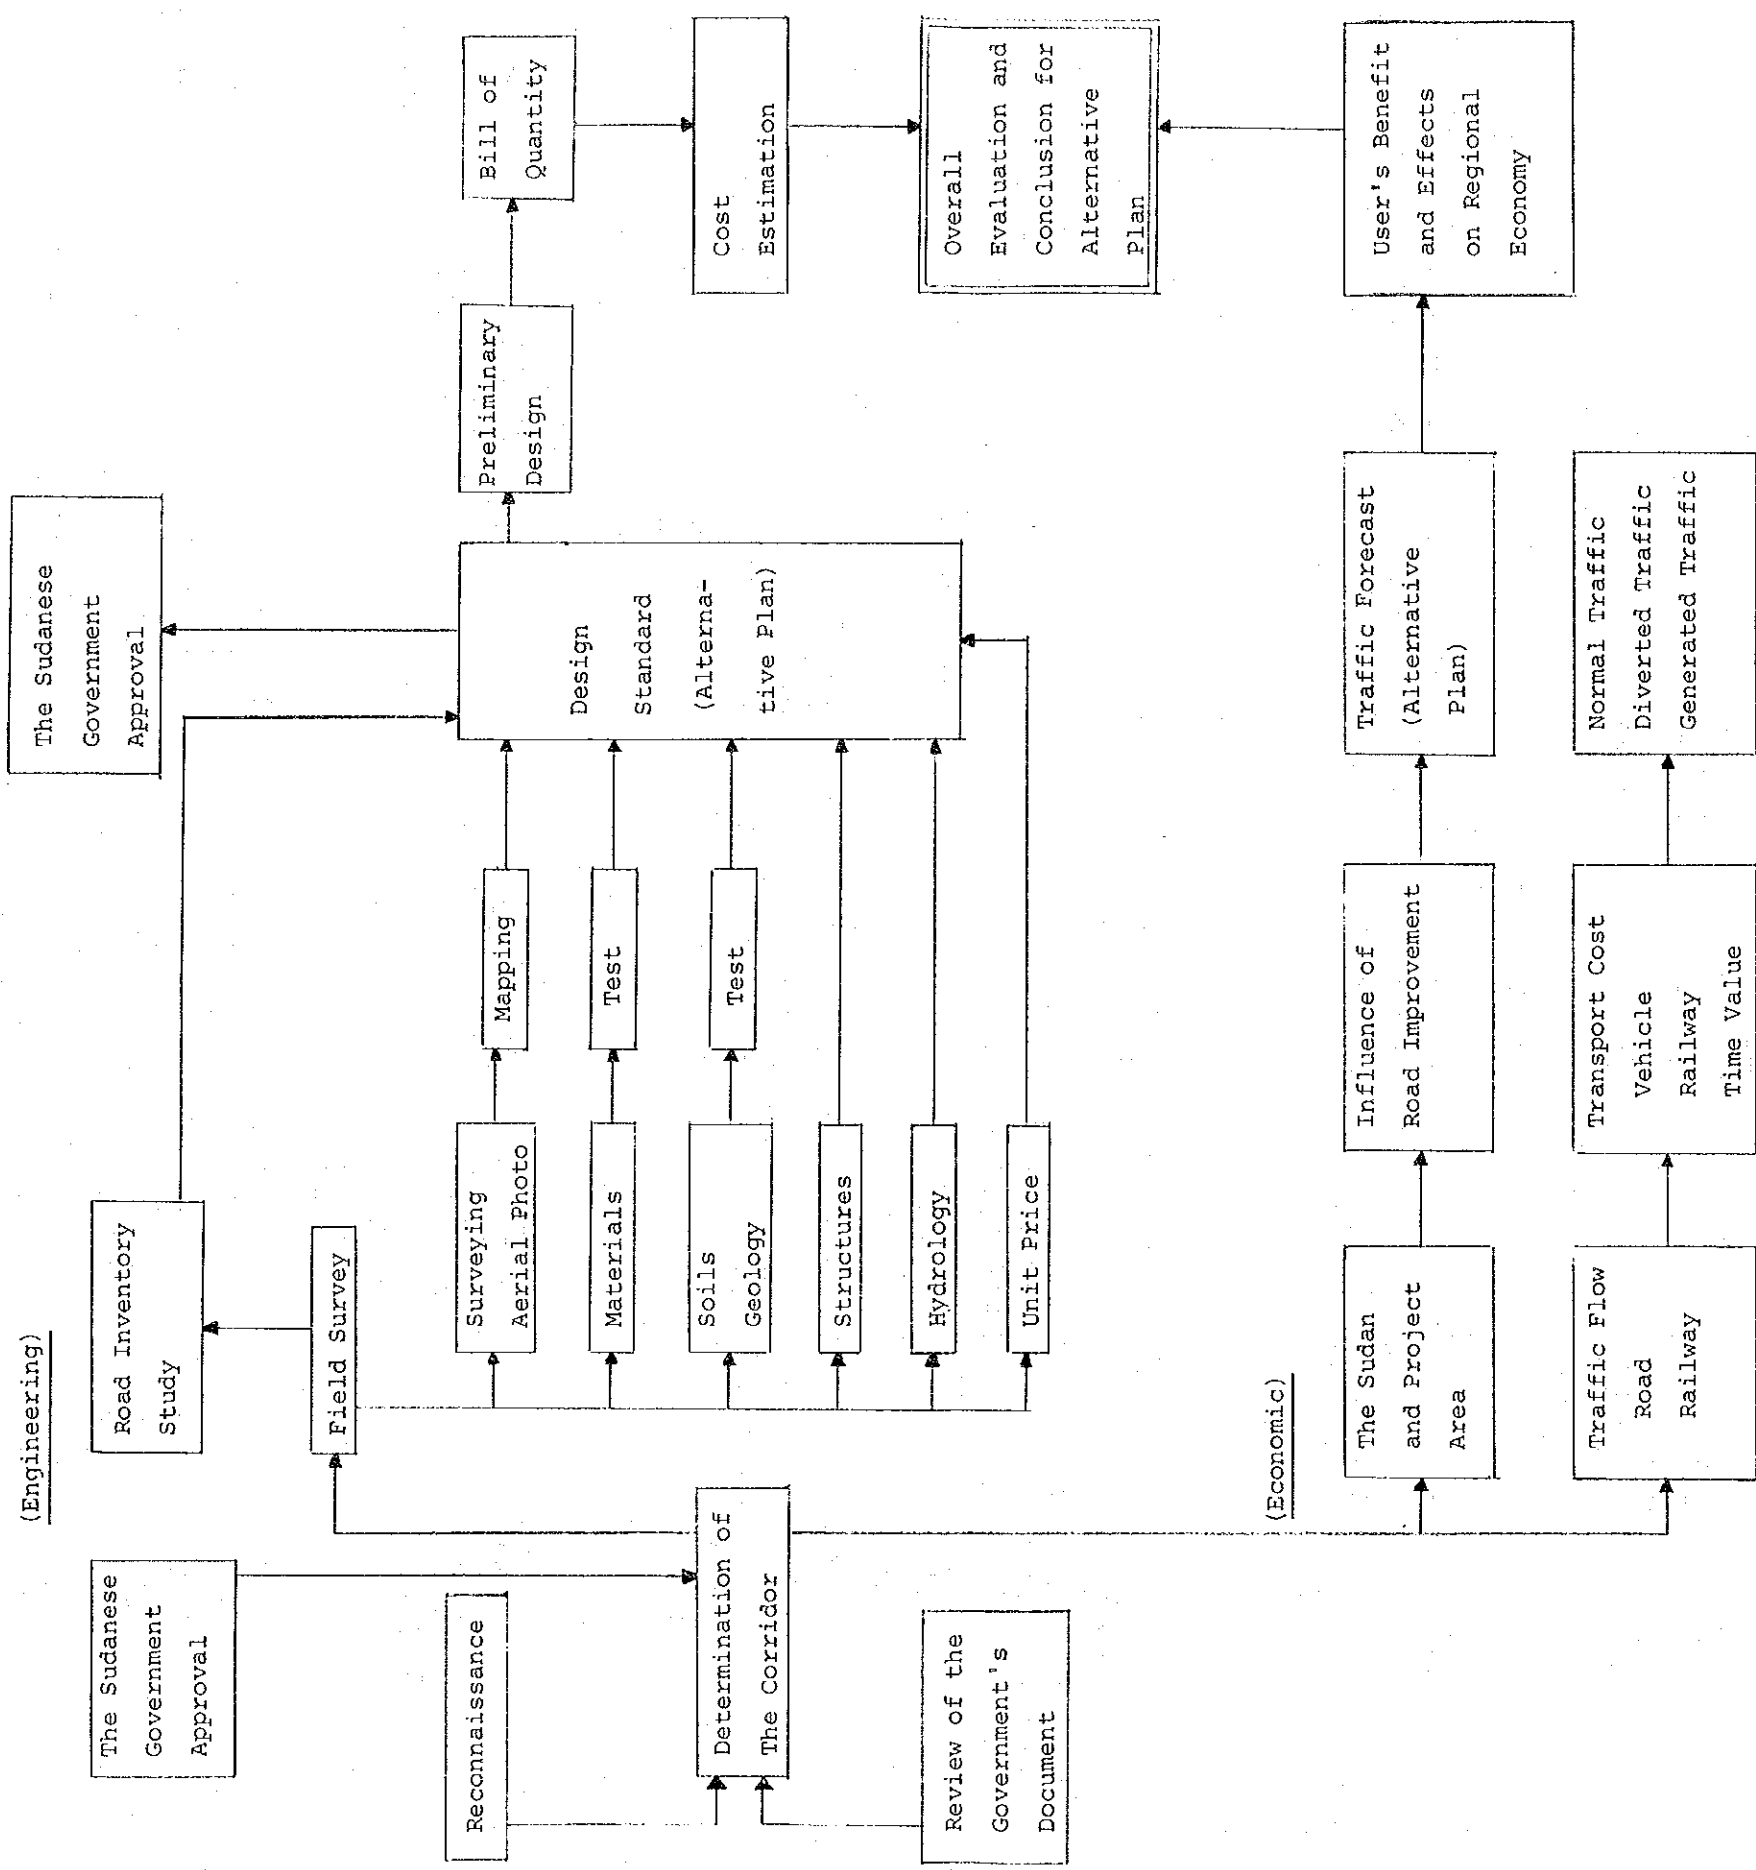 (Engineering)
The Sudanese
Government
Approval
Reconnaissance
Determination of
The Corridor
Review of the
Government's
Document
Road Inventory
Study
Field Survey
Surveying
Aerial Photo
Materials
Soils
Geology
Structures
Hydrology
Unit Price
Mapping
Test
Test
The Sudanese
Government
Approval
Design
Standard
(Alterna-
tive Plan)
Preliminary
Design
Bill of
Quantity
Cost
Estimation
Overall
Evaluation and
Conclusion for
Alternative
Plan
(Economic)
The Sudan
and Project
Area
Influence of
Road Improvement
Traffic Forecast
(Alternative
Plan)
User's Benefit
and Effects
on Regional
Economy
Traffic Flow
Road
Railway
Transport Cost
Vehicle
Railway
Time Value
Normal Traffic
Diverted Traffic
Generated Traffic